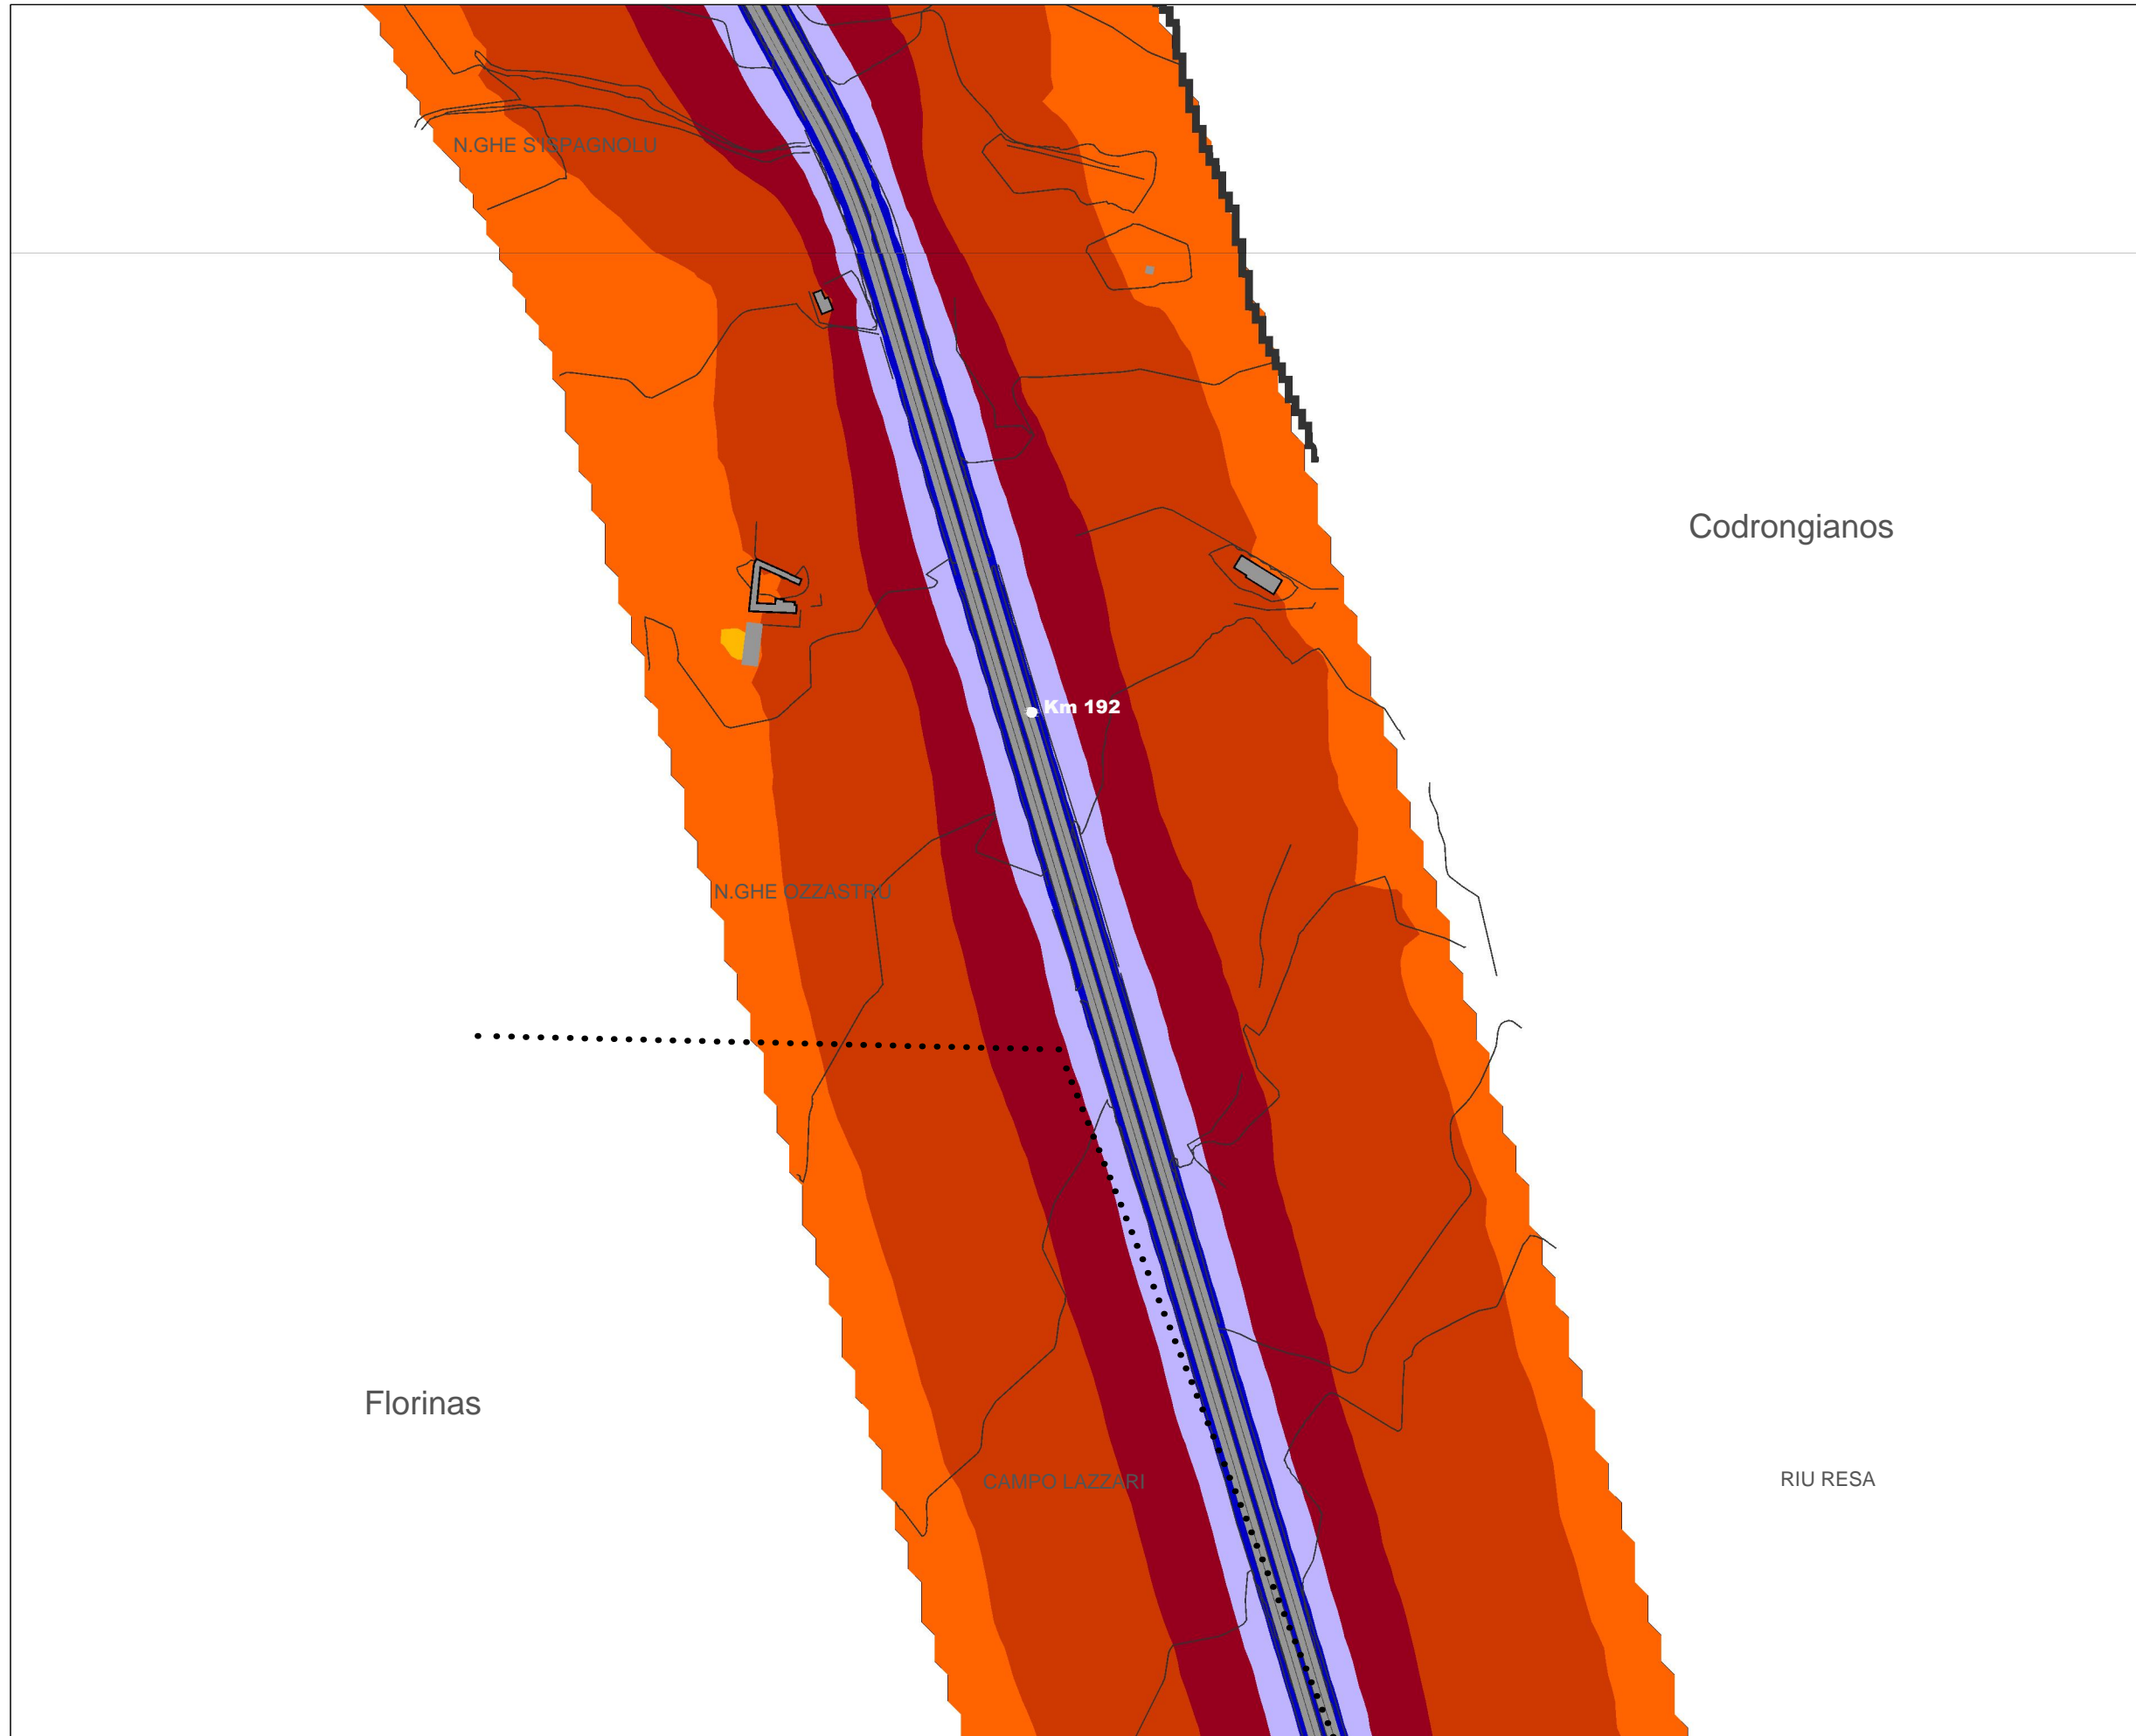 N.GHE S'ISPAGNOLU
Codrongianos
Km 192
N.GHE OZZASTRU
Florinas
CAMPO LAZZARI
RIU RESA